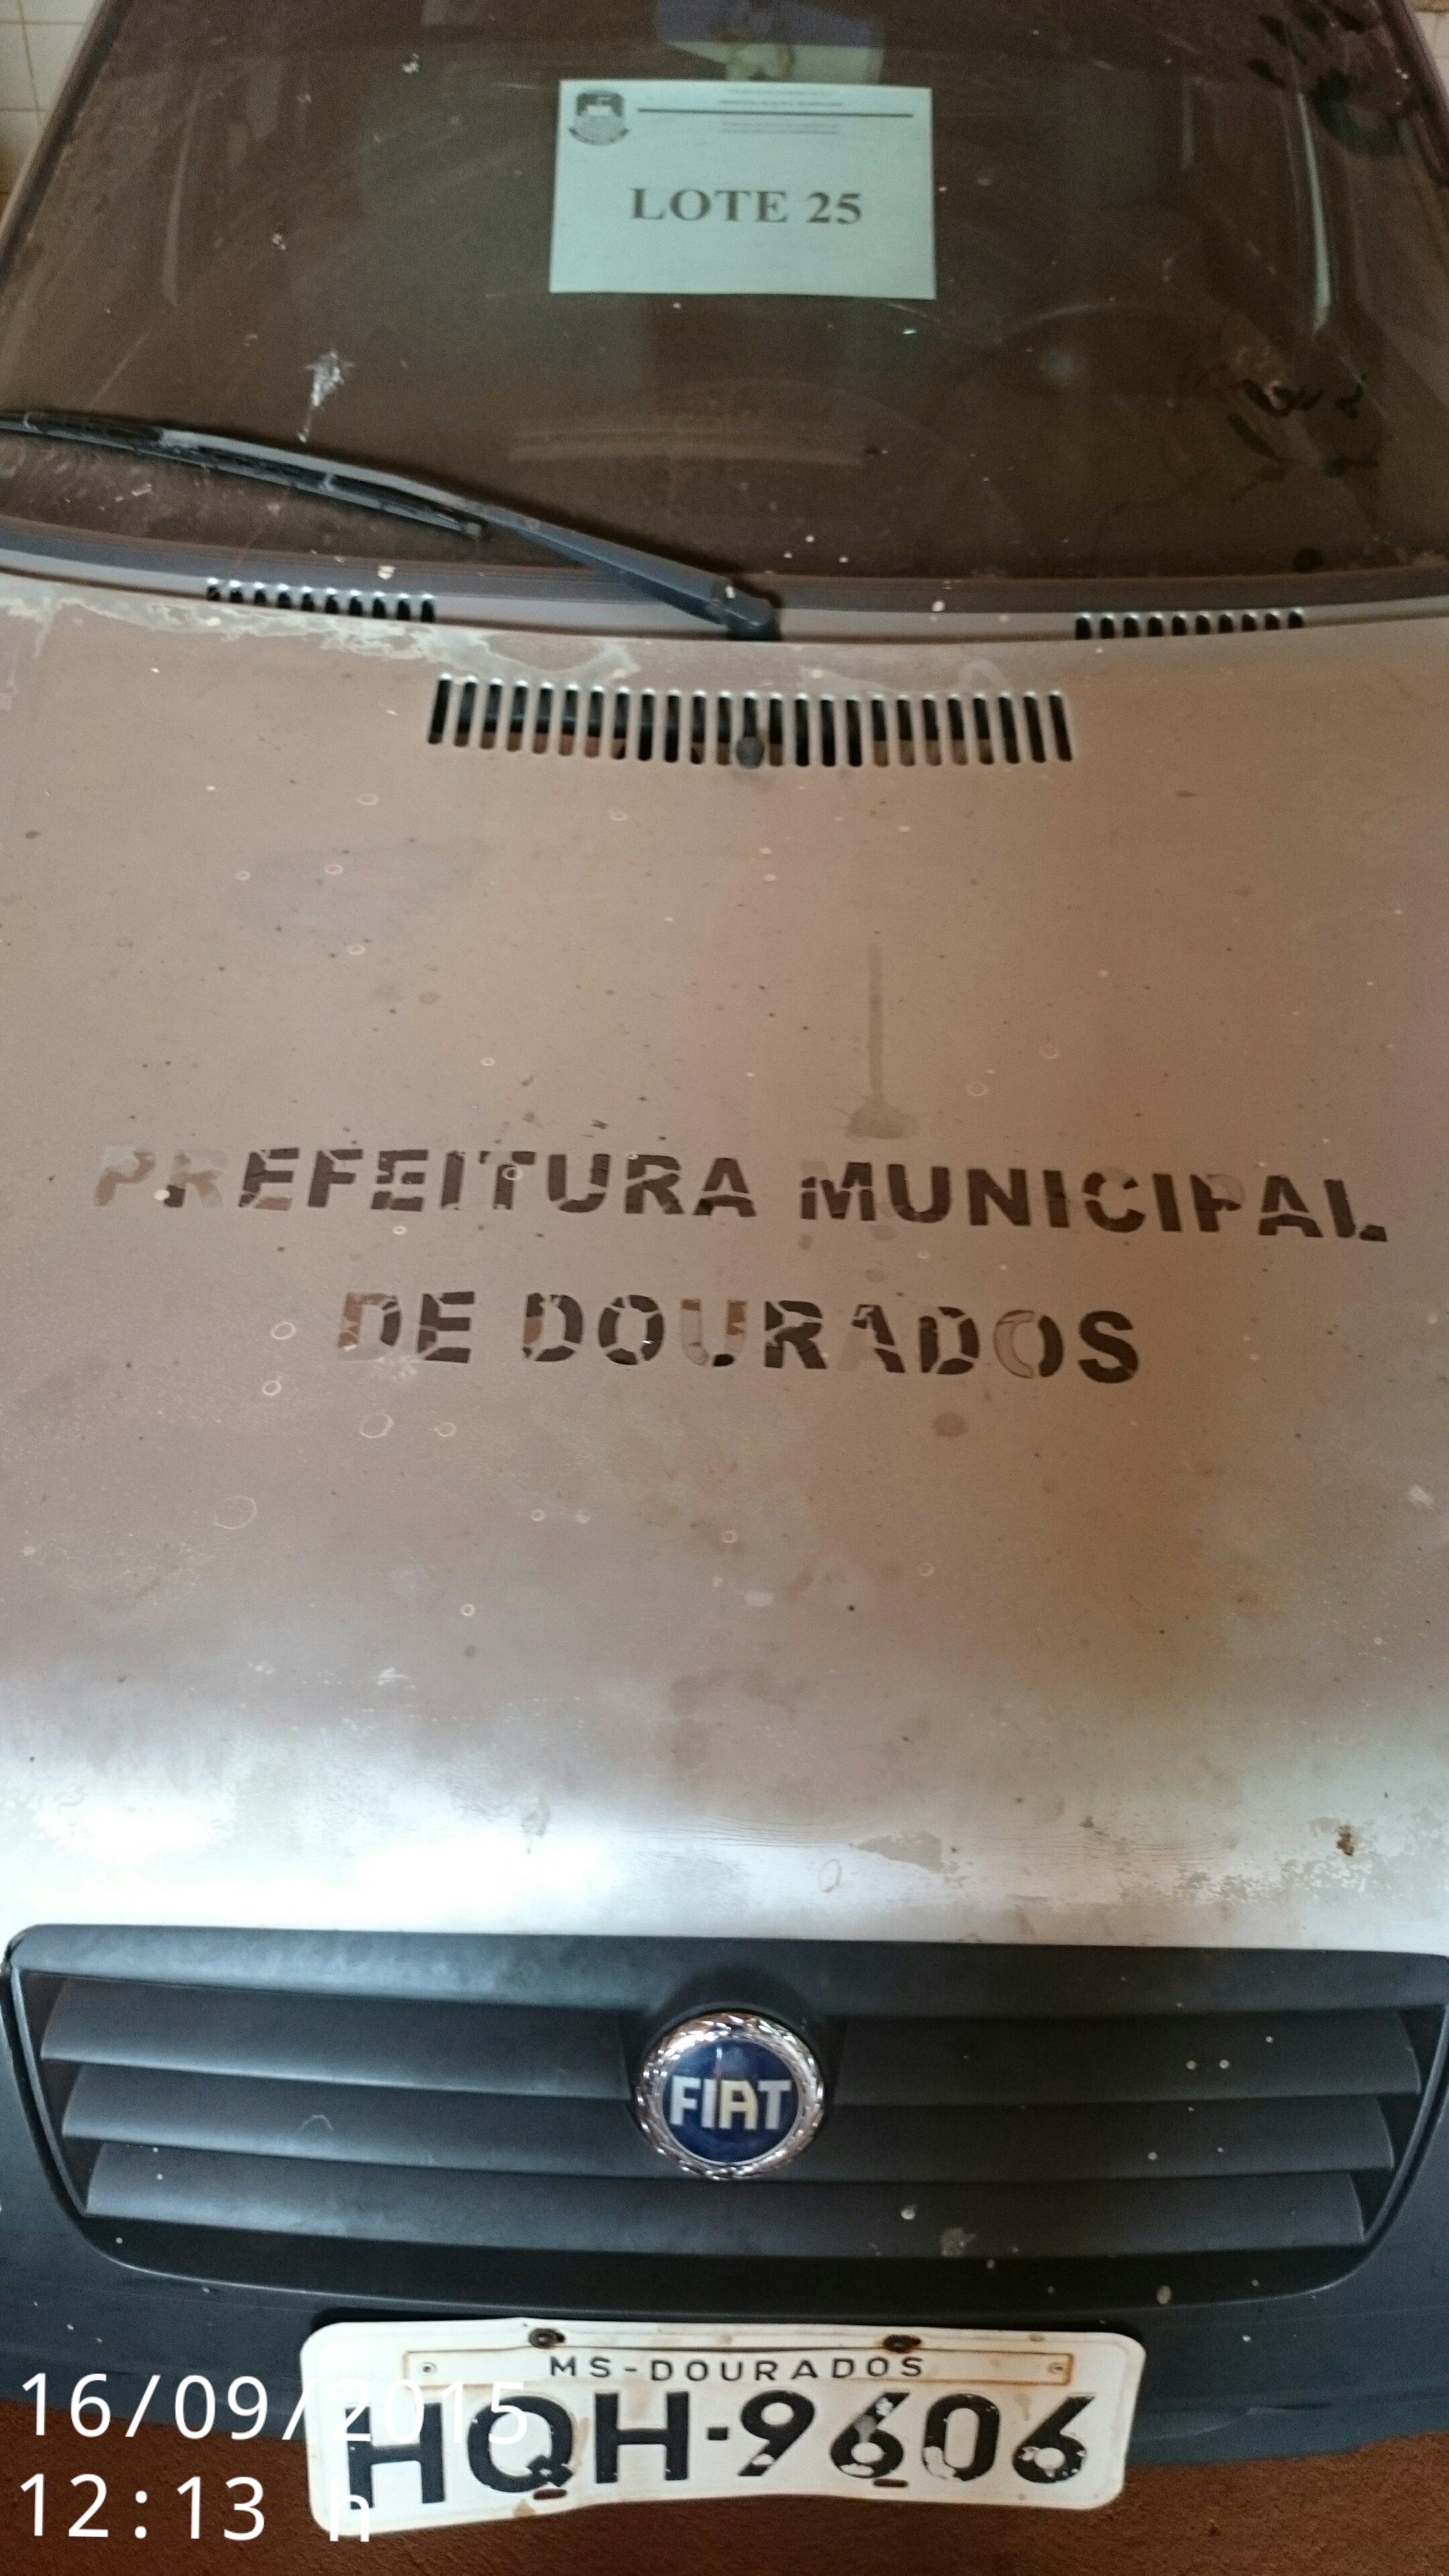 LOTE 25
PREFEITURA MUNICIPAL
DE DOURADOS
FIAT
MS-DOURADOS
HQH-9606
16/09/2015
12:13 h